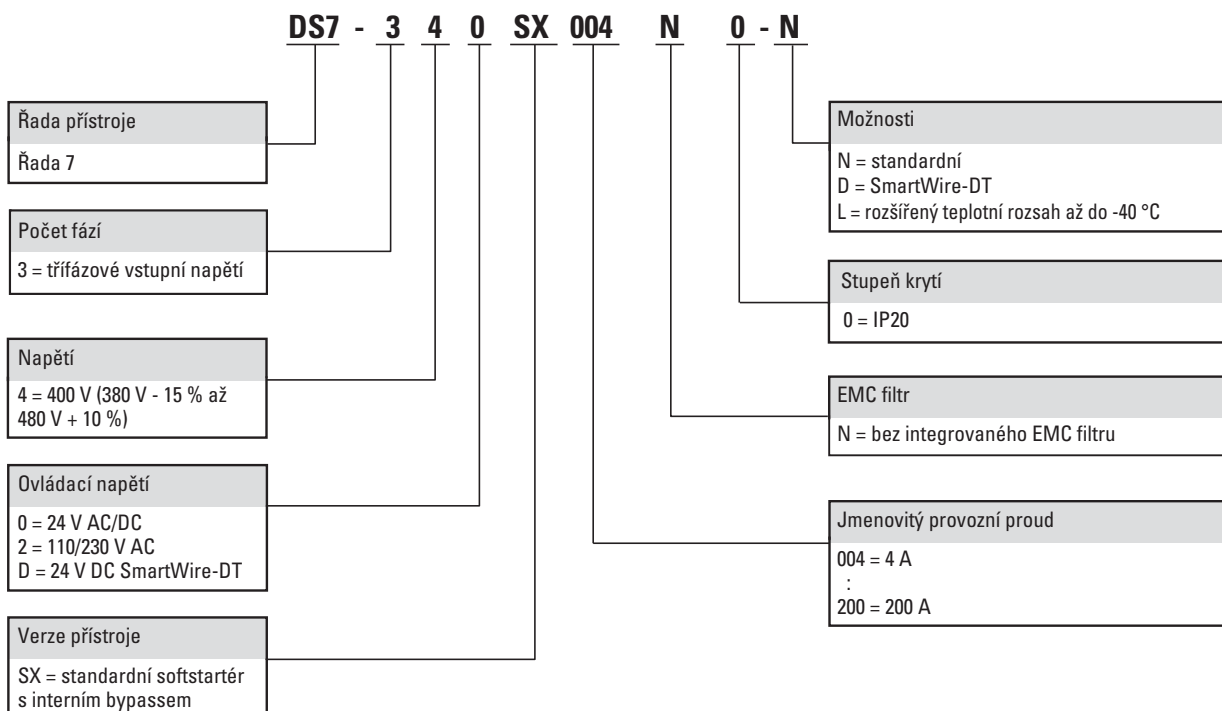 DS7 - 3 4 0 SX 004 N 0 - N
Řada přístroje
Řada 7
Počet fází
3 = třífázové vstupní napětí
Napětí
4 = 400 V (380 V - 15 % až
480 V + 10 %)
Ovládací napětí
0 = 24 V AC/DC
2 = 110/230 V AC
D = 24 V DC SmartWire-DT
Verze přístroje
SX = standardní softstartér
s interním bypassem
Možnosti
N = standardní
D = SmartWire-DT
L = rozšířený teplotní rozsah až do -40 °C
Stupeň krytí
0 = IP20
EMC filtr
N = bez integrovaného EMC filtru
Jmenovitý provozní proud
004 = 4 A
:
200 = 200 A